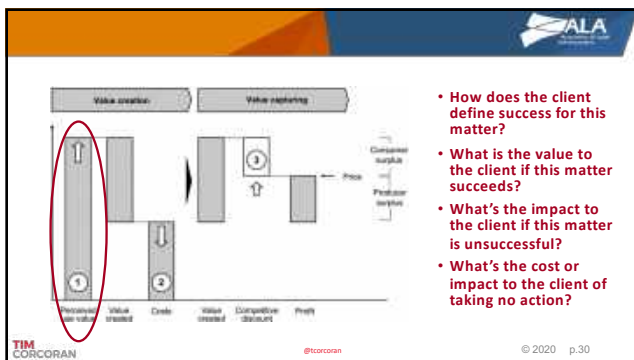 ALA
Value creation
Value capturing
• How does the client
define success for this
matter?
• What is the value to
the client if this matter
succeeds?
• What's the impact to
the client if this matter
is unsuccessful?
• What's the cost or
impact to the client of
taking no action?
3
Consumer
surplus
Price
Producer
surplus
1
2
Perceived
use value
Value
created
Costs
Value
created
Competitive
discount
Profit
TIM
CORCORAN
@tcorcoran
© 2020 p.30